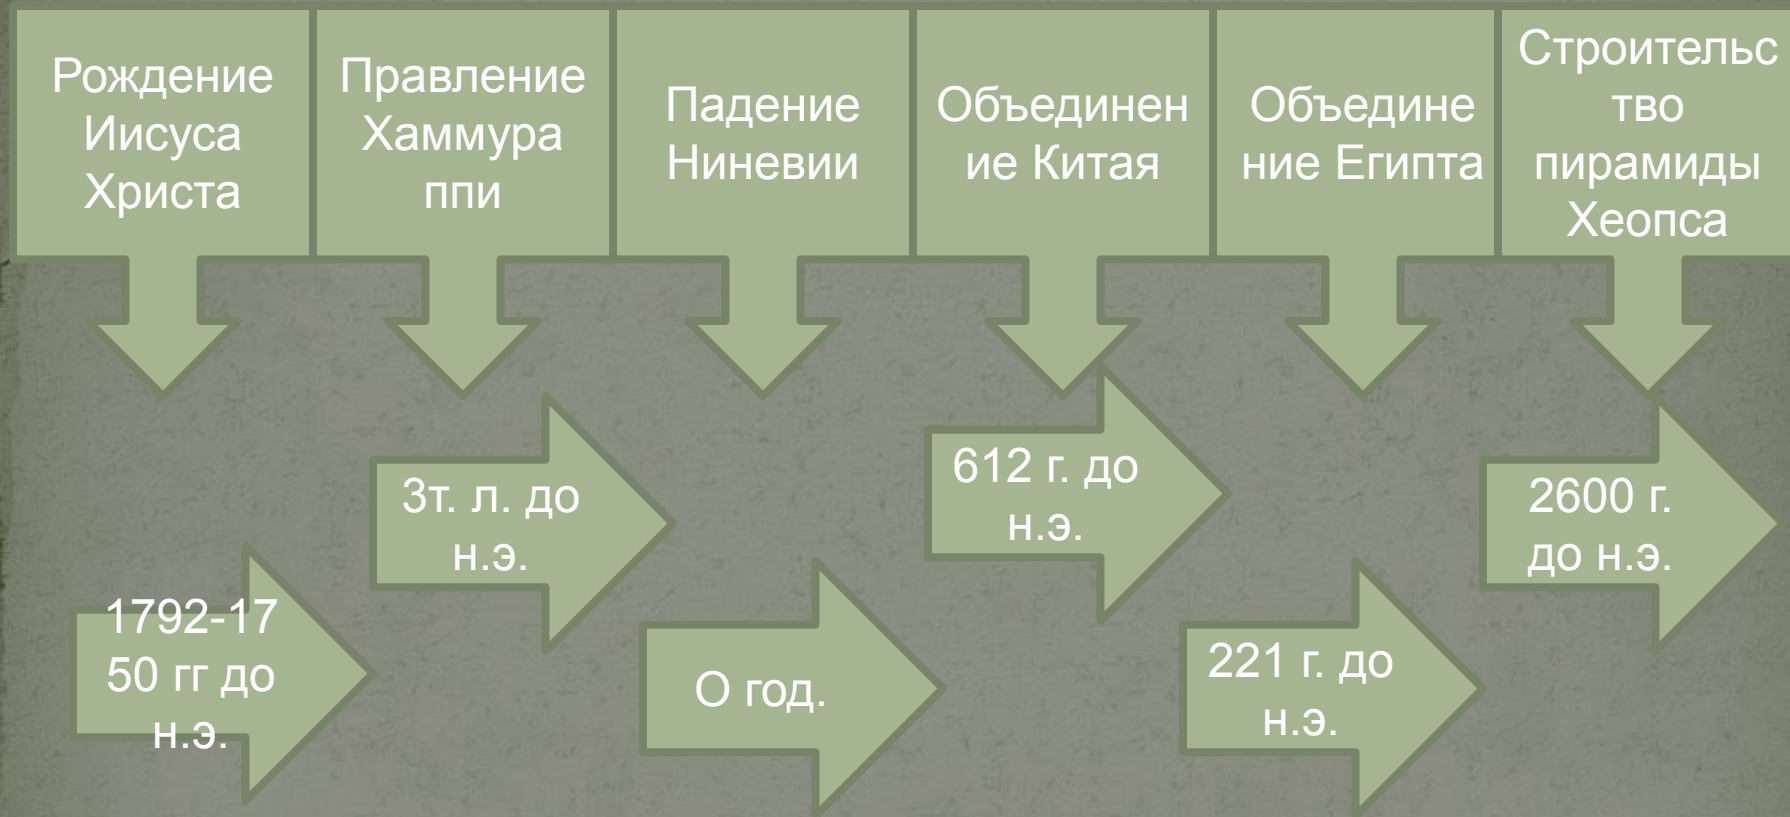 Рождение
Иисуса
Христа
Правление
Хаммура
ппи
Падение
Ниневии
Объединен
ие Китая
Объедине
ние Египта
Строительс
тво
пирамиды
Хеопса
1792-17
50 гг до
н.э.
3т. л. до
н.э.
О год.
612 г. до
н.э.
221 г. до
н.э.
2600 г.
до н.э.